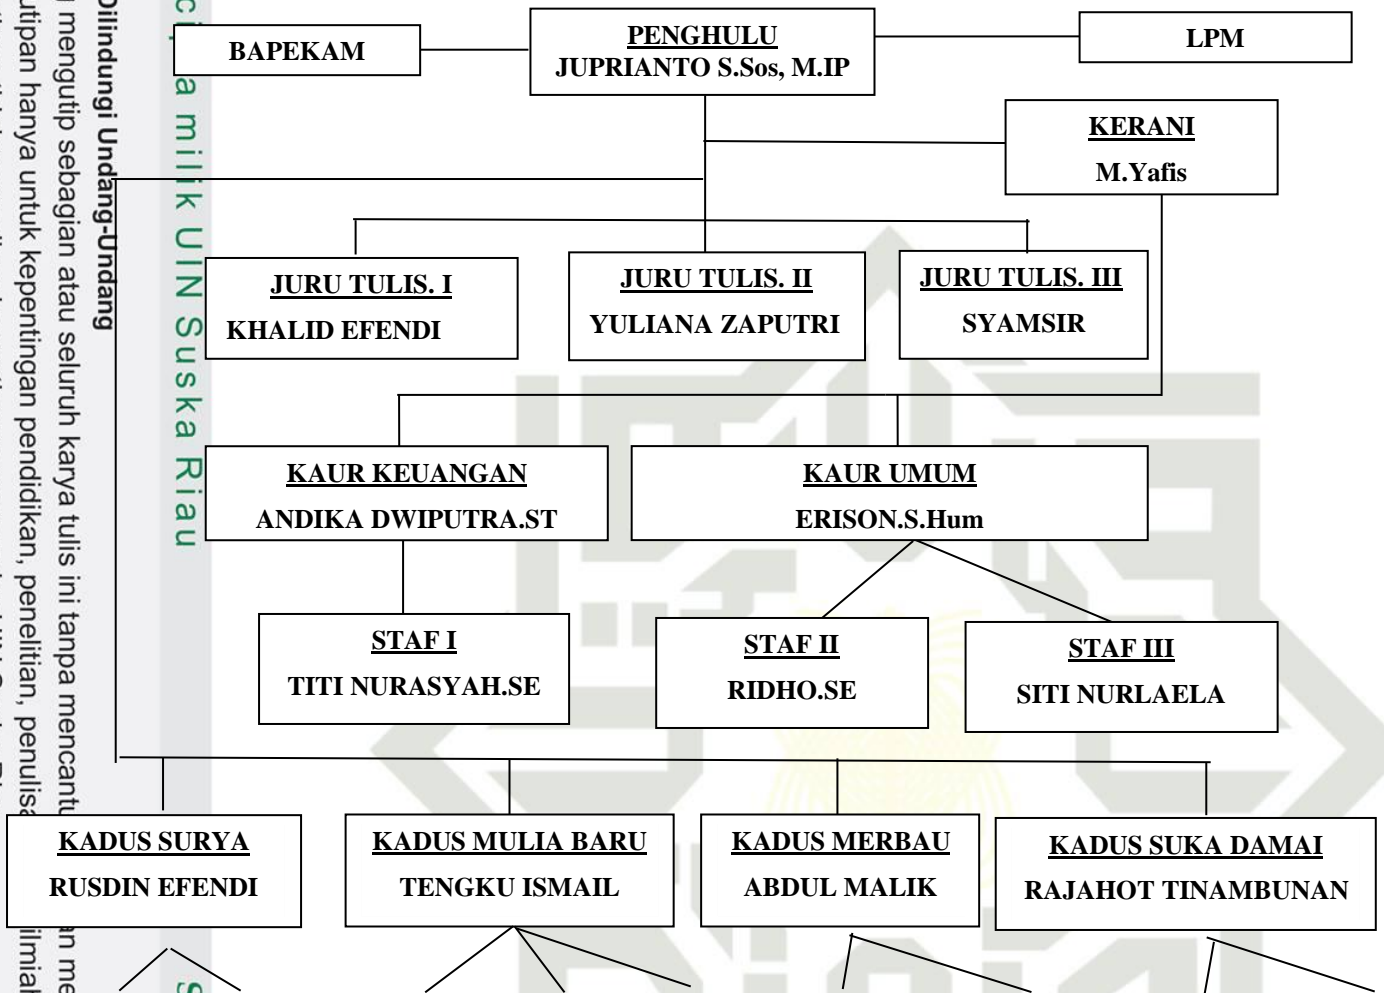 BAPEKAM
PENGHULU
JUPRIANTO S.Sos, M.IP
LPM
KERANI
M.Yafis
JURU TULIS. I
KHALID EFENDI
JURU TULIS. II
YULIANA ZAPUTRI
JURU TULIS. III
SYAMSIR
KAUR KEUANGAN
ANDIKA DWIPUTRA.ST
KAUR UMUM
ERISON.S.Hum
STAF I
TITI NURASYAH.SE
STAF II
RIDHO.SE
STAF III
SITI NURLAELA
KADUS SURYA
RUSDIN EFENDI
KADUS MULIA BARU
TENGKU ISMAIL
KADUS MERBAU
ABDUL MALIK
KADUS SUKA DAMAI
RAJAHOT TINAMBUNAN
milik UIN Suska Riau
Dilindungi Undang-Undang
mengutip sebagian atau seluruh karya tulis ini tanpa
hanya untuk kepentingan pendidikan, penelitian,